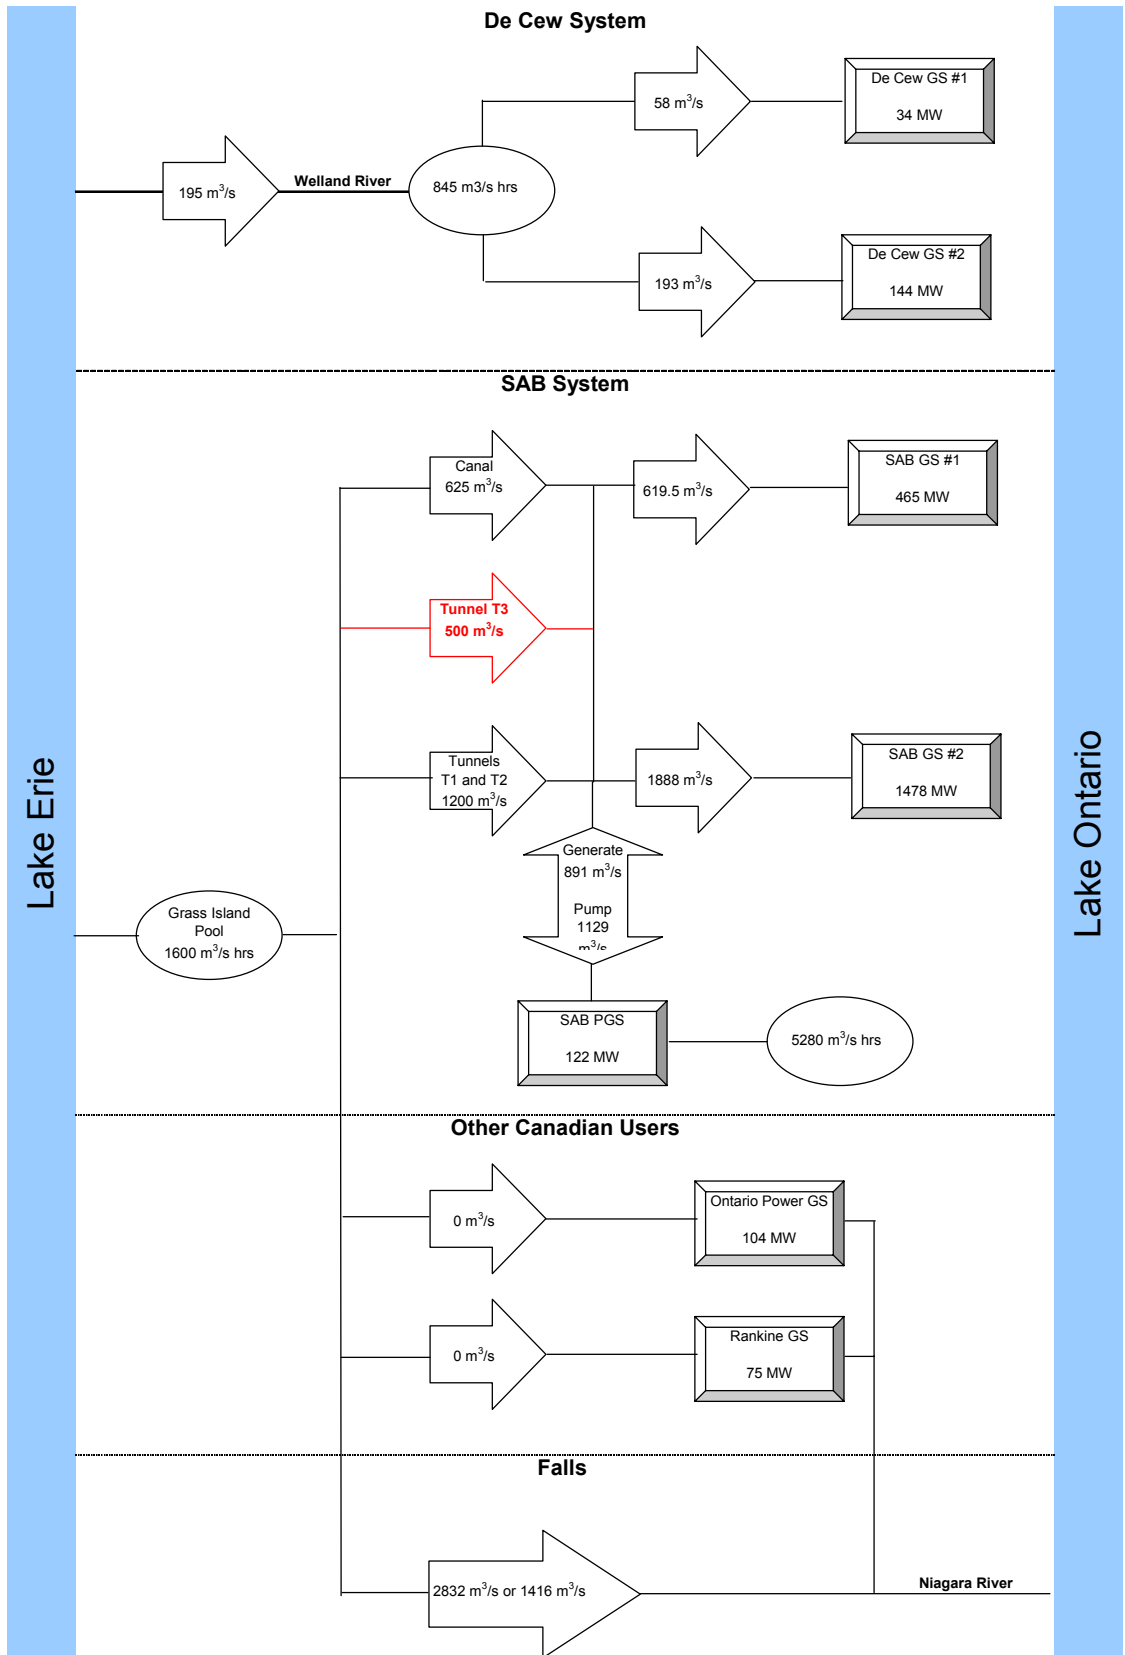 De Cew System
58 m³/s
De Cew GS #1
34 MW
195 m³/s
Welland River
845 m3/s hrs
193 m³/s
De Cew GS #2
144 MW
SAB System
Canal
625 m³/s
619.5 m³/s
SAB GS #1
465 MW
Tunnel T3
500 m³/s
Tunnels
T1 and T2
1200 m³/s
1888 m³/s
SAB GS #2
1478 MW
Lake Erie
Lake Ontario
Generate
891 m³/s
Pump
1129
m³/s
Grass Island
Pool
1600 m³/s hrs
SAB PGS
122 MW
5280 m³/s hrs
Other Canadian Users
0 m³/s
Ontario Power GS
104 MW
0 m³/s
Rankine GS
75 MW
Falls
2832 m³/s or 1416 m³/s
Niagara River